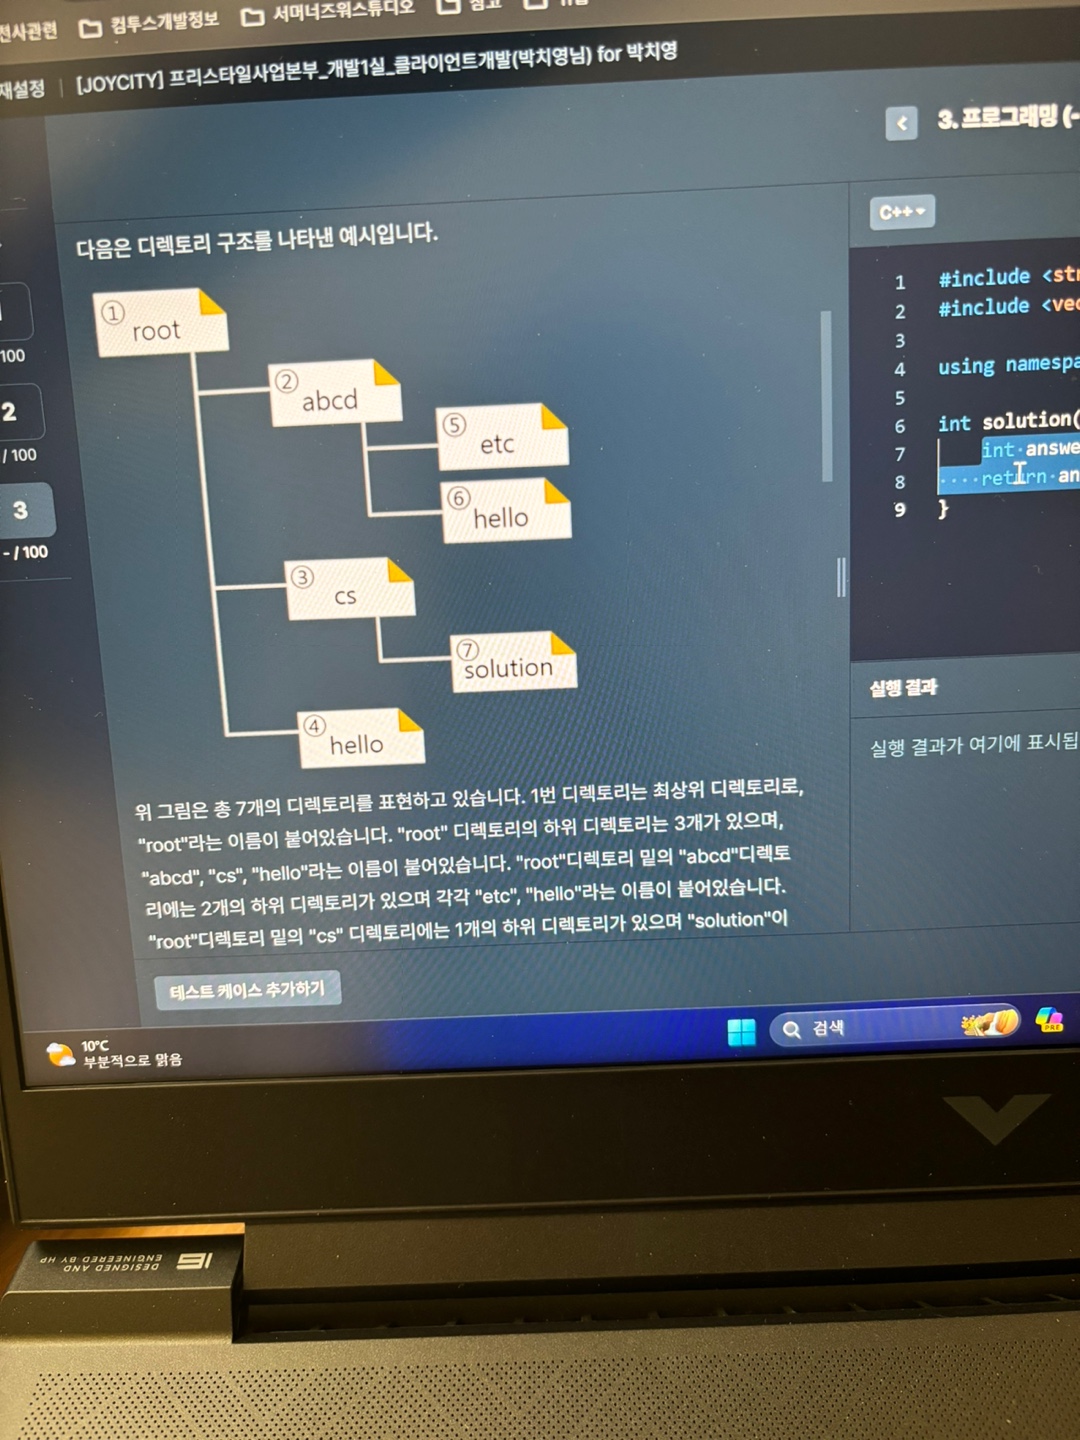 전사관련 컴투스개발정보 서머너즈워스튜디오 참고
재설정 | [JOYCITY] 프리스타일사업본부_개발1실_클라이언트개발(박치영님) for 박치영
3. 프로그래밍 (-
다음은 디렉토리 구조를 나타낸 예시입니다.
C++
① root
② abcd
⑤ etc
⑥ hello
③ cs
⑦ solution
④ hello
/100
2
/ 100
3
- / 100
1 #include <str
2 #include <vec
3
4 using namespa
5
6 int solution(
7 int answe
8 return an
9 }
실행 결과
실행 결과가 여기에 표시됩
위 그림은 총 7개의 디렉토리를 표현하고 있습니다. 1번 디렉토리는 최상위 디렉토리로,
"root"라는 이름이 붙어있습니다. "root" 디렉토리의 하위 디렉토리는 3개가 있으며,
"abcd", "cs", "hello"라는 이름이 붙어있습니다. "root"디렉토리 밑의 "abcd"디렉토
리에는 2개의 하위 디렉토리가 있으며 각각 "etc", "hello"라는 이름이 붙어있습니다.
"root"디렉토리 밑의 "cs" 디렉토리에는 1개의 하위 디렉토리가 있으며 "solution"이
테스트 케이스 추가하기
10°C
부분적으로 맑음
검색
PRE
DESIGNED AND
ENGINEERED BY HP